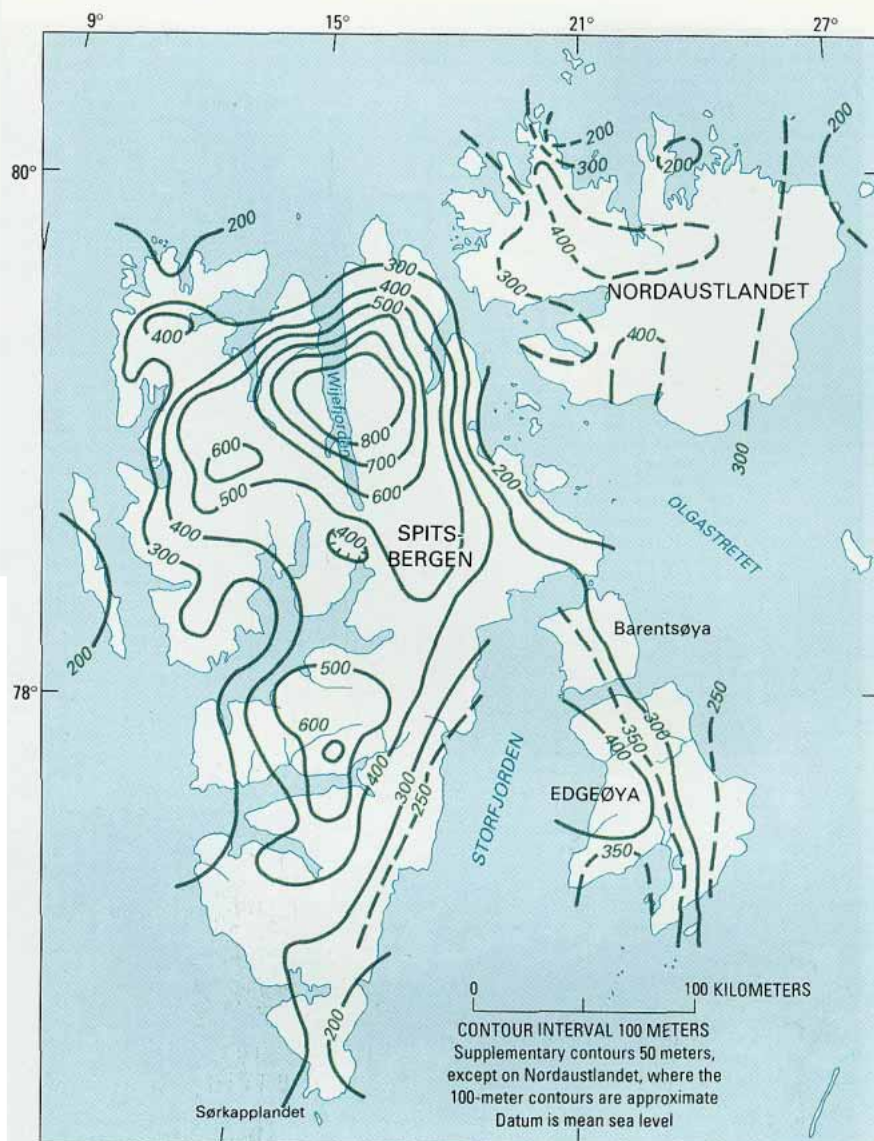 9° 15° 21° 27°
200
200
80°
300
200
200
200
300
400
400
500
300
NORDAUSTLANDET
400
400
Wijdefjorden
800
600
700
300
600
500
200
OLGASTRETET
400
SPITS-
BERGEN
400
300
Barentsøya
200
78°
500
250
600
300
350
400
400
300
EDGEØYA
250
STORFJORDEN
350
0 100 KILOMETERS
CONTOUR INTERVAL 100 METERS
Supplementary contours 50 meters,
except on Nordaustlandet, where the
100-meter contours are approximate
Datum is mean sea level
200
Sørkapplandet